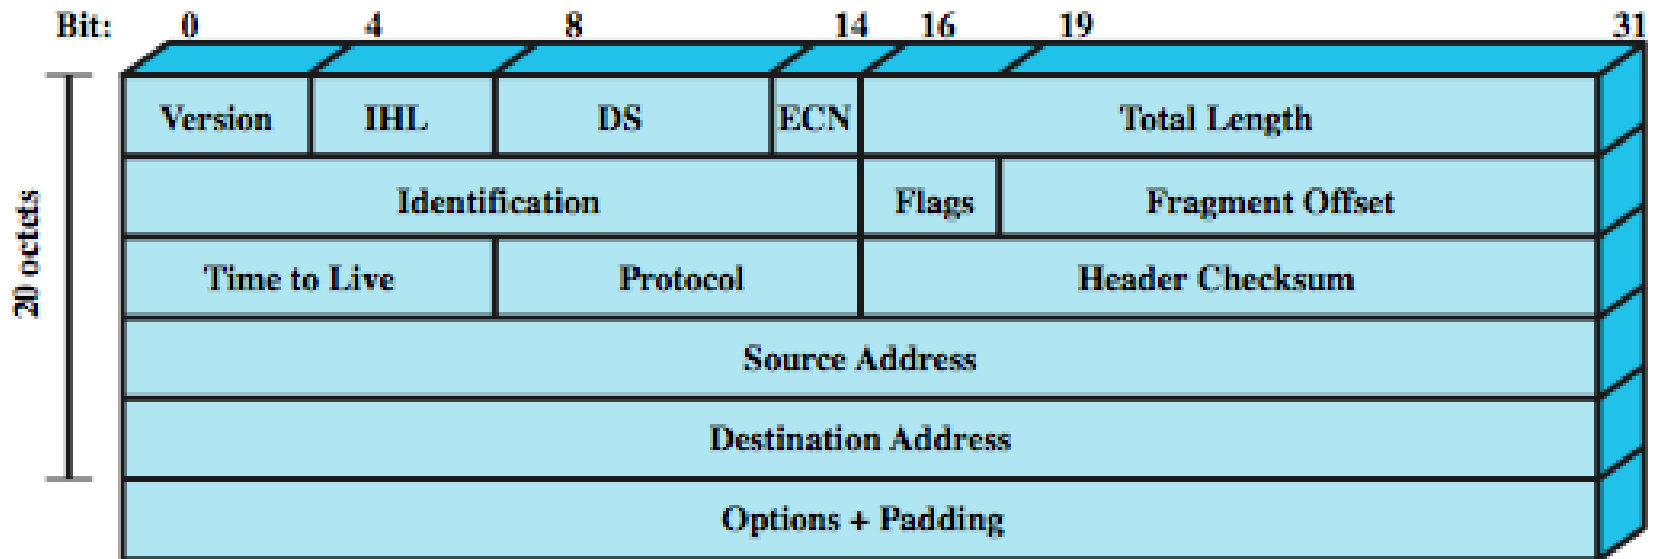 Bit: 0 4 8 14 16 19 31
Version IHL DS ECN Total Length
Identification Flags Fragment Offset
Time to Live Protocol Header Checksum
Source Address
Destination Address
Options + Padding
20 octets